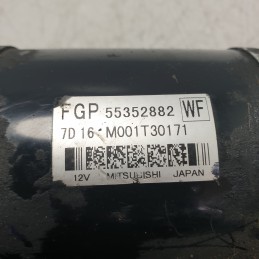 FGP 55352882 WF
7D 16-M001T30171
12V MITSUBISHI JAPAN